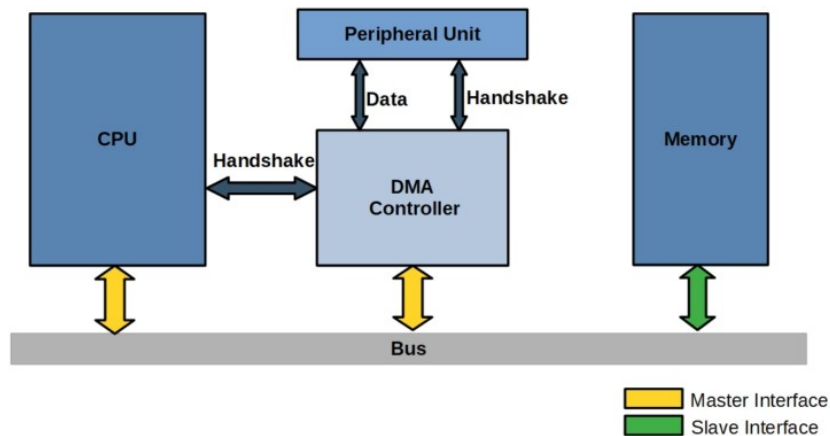 Peripheral Unit
CPU
Data
Handshake
Memory
Handshake
DMA
Controller
Bus
Master Interface
Slave Interface